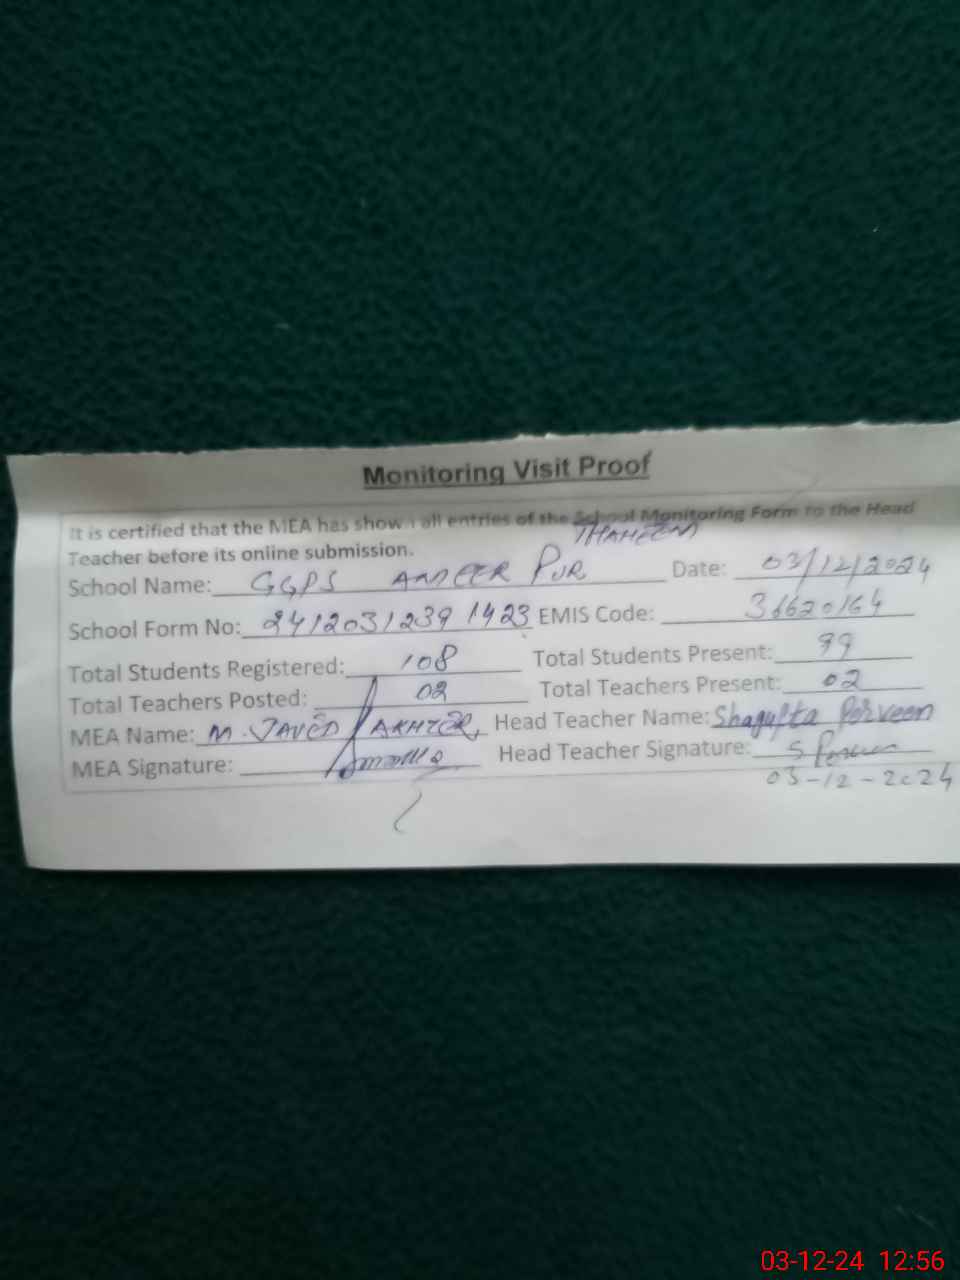 Monitoring Visit Proof
It is certified that the MEA has shown all entries of the School Monitoring Form to the Head
Teacher before its online submission.
THAHEEM
School Name: GGPS AMEER PUR Date: 03/12/2024
School Form No: 24120312391423 EMIS Code: 36620164
Total Students Registered: 108 Total Students Present: 99
Total Teachers Posted: 02 Total Teachers Present: 02
MEA Name: M. JAVED AKHTER Head Teacher Name: Shagufta Perveen
MEA Signature: Head Teacher Signature: S Perveen
03-12-2024
03-12-24 12:56